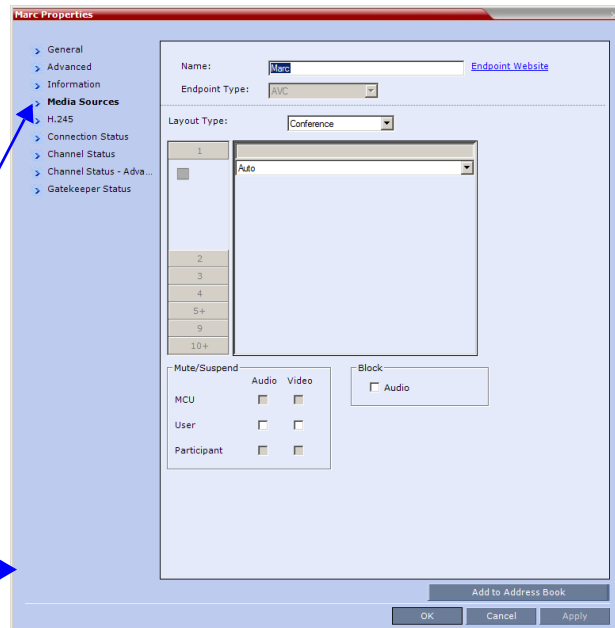 Marc Properties
General
Advanced
Information
Media Sources
H.245
Connection Status
Channel Status
Channel Status - Adva...
Gatekeeper Status
Name: Marc Endpoint Website
Endpoint Type: AVC
Layout Type: Conference
1
Auto
2
3
4
5+
9
10+
Mute/Suspend
Audio Video
MCU
User
Participant
Block
Audio
Add to Address Book
OK Cancel Apply